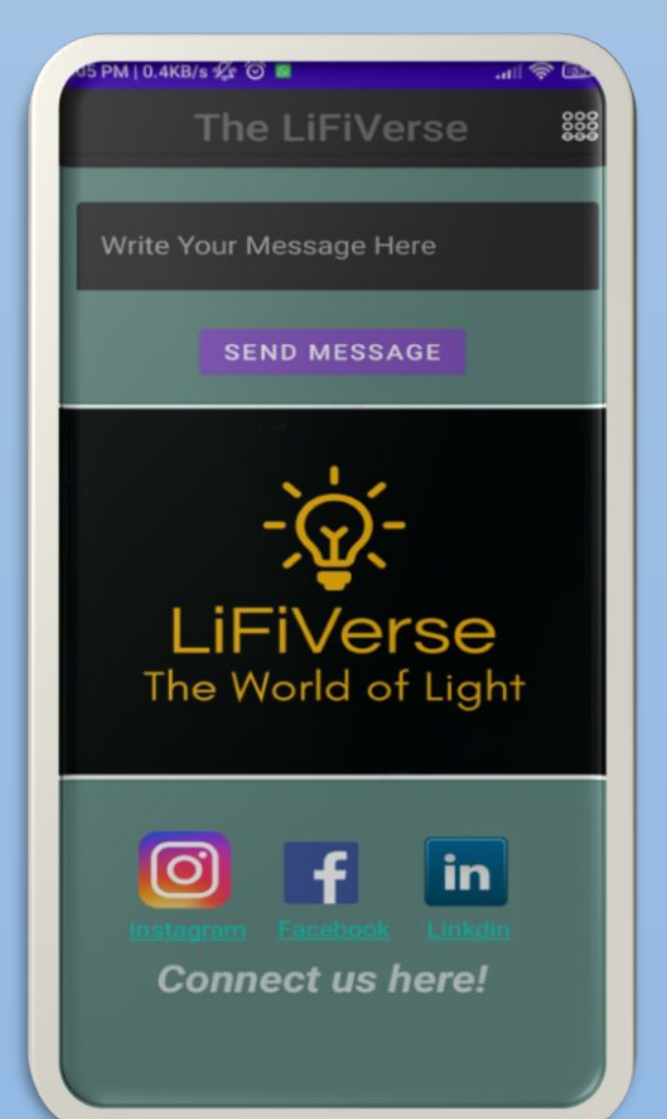 05 PM | 0.4KB/s
The LiFiVerse
Write Your Message Here
SEND MESSAGE
LiFiVerse
The World of Light
in
Instagram Facebook Linkdin
Connect us here!